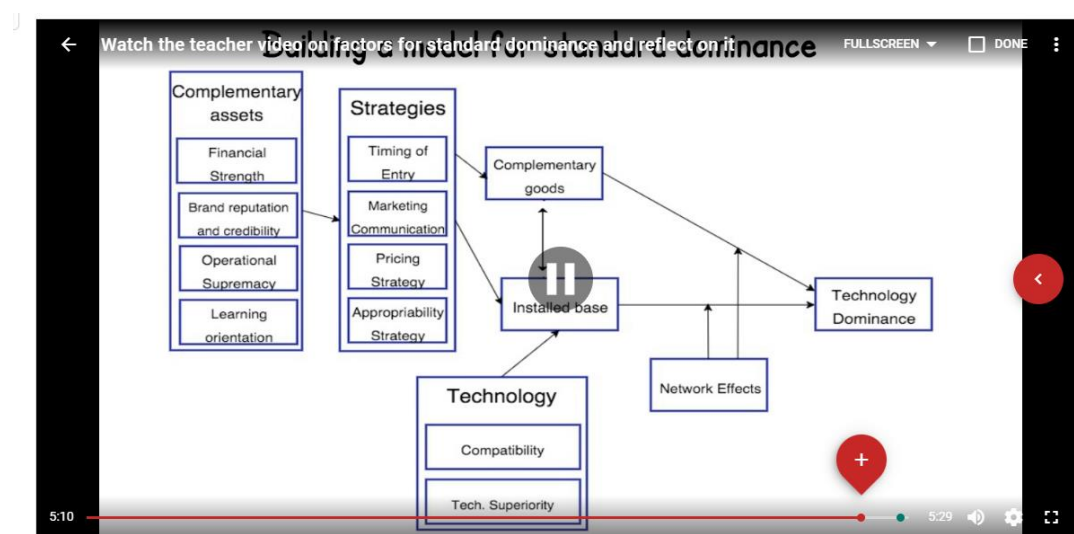 Building a model for standard dominance
Watch the teacher video on factors for standard dominance and reflect on it
FULLSCREEN
DONE
Complementary
assets
Financial
Strength
Brand reputation
and credibility
Operational
Supremacy
Learning
orientation
Strategies
Timing of
Entry
Marketing
Communication
Pricing
Strategy
Appropriability
Strategy
Complementary
goods
Installed base
Technology
Dominance
Network Effects
Technology
Compatibility
Tech. Superiority
5:10
5:29